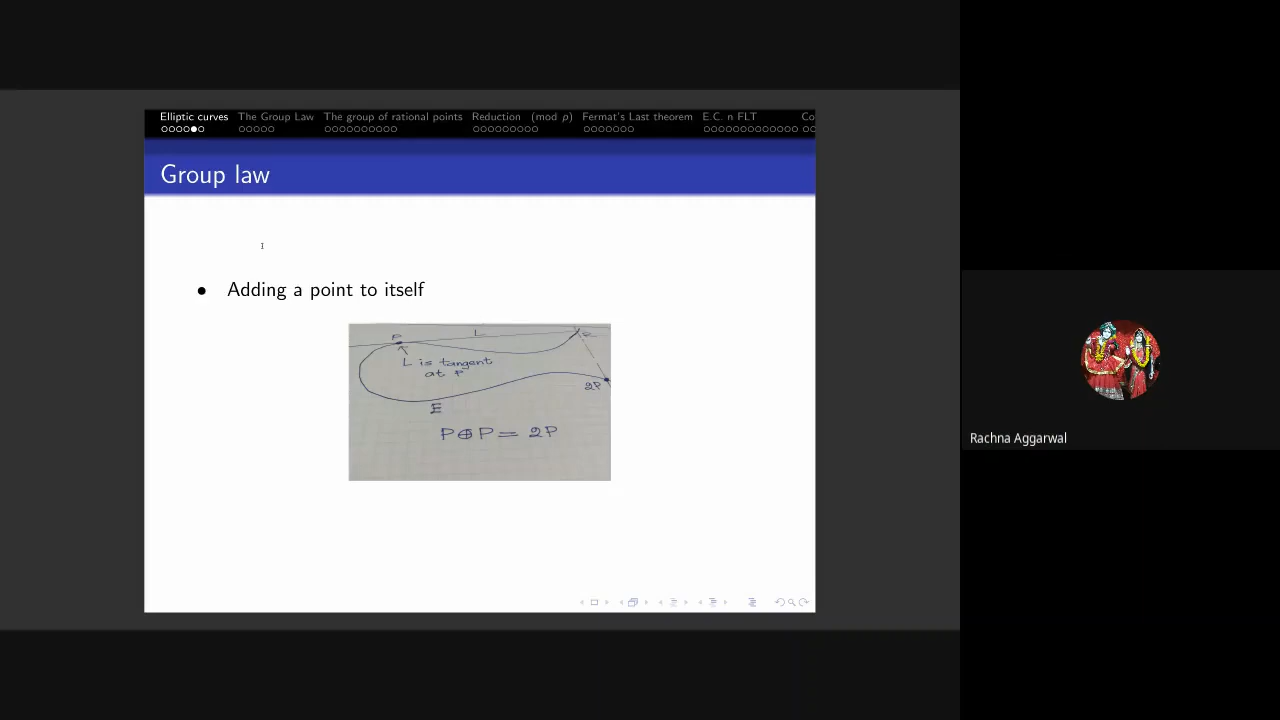 Elliptic curves The Group Law The group of rational points Reduction (mod p) Fermat's Last theorem E.C. n FLT Co
Group law
• Adding a point to itself
P L R
L is tangent
at P
2P
E
P⊕P = 2P
Rachna Aggarwal